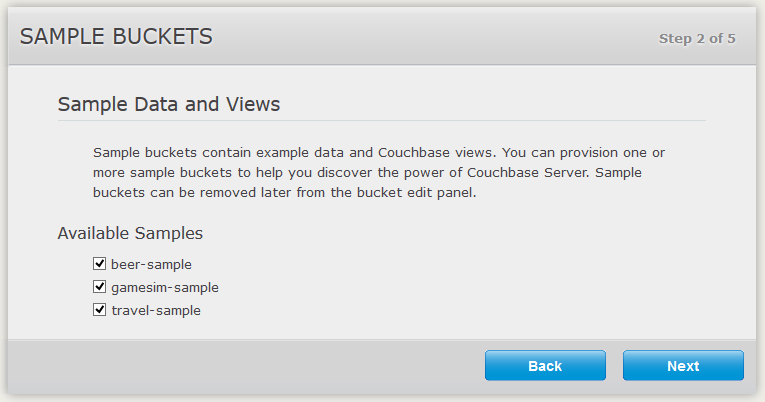 SAMPLE BUCKETS
Step 2 of 5
Sample Data and Views
Sample buckets contain example data and Couchbase views. You can provision one or
more sample buckets to help you discover the power of Couchbase Server. Sample
buckets can be removed later from the bucket edit panel.
Available Samples
beer-sample
gamesim-sample
travel-sample
Back
Next